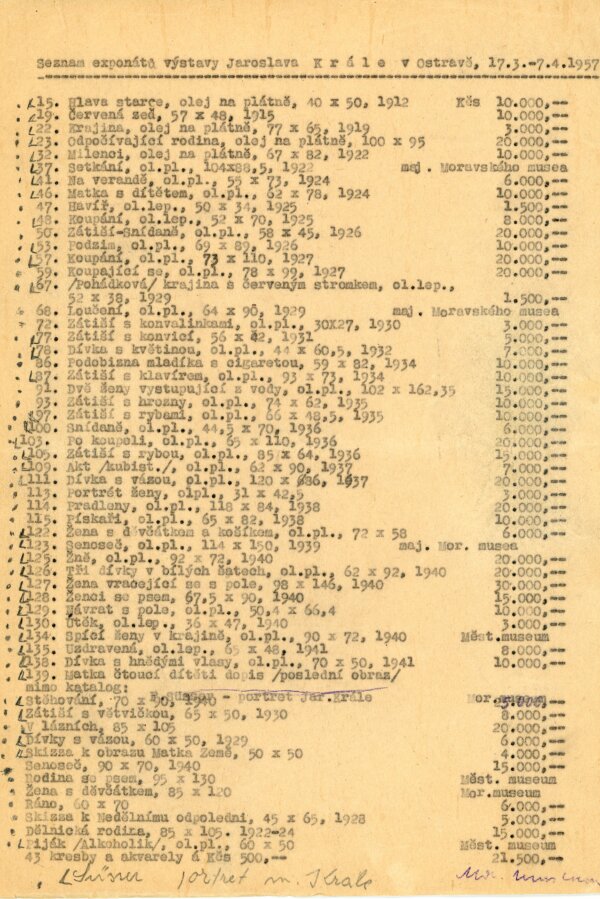 Seznam exponátů výstavy Jaroslava K r á l e v Ostravě, 17.3.-7.4.1957
15. Hlava starce, olej na plátně, 40 x 50, 1912 Kčs 10.000,--
19. Červená zeď, 57 x 48, 1915 10.000,--
22. Krajina, olej na plátně, 77 x 65, 1919 3.000,--
23. Odpočívající rodina, olej na plátně, 100 x 95 20.000,--
32. Milenci, olej na plátně, 67 x 82, 1922 10.000,--
37. Setkání, ol.pl., 104x88,5, 1922 maj. Moravského musea
41. Na verandě, ol.pl., 55 x 73, 1924 6.000,--
46. Matka s dítětem, ol.pl., 62 x 78, 1924 10.000,--
47. Havíř, ol.lep., 50 x 34, 1925 1.500,--
48. Koupání, ol.lep., 52 x 70, 1925 8.000,--
50. Zátiší-Snídaně, ol.pl., 58 x 45, 1926 20.000,--
53. Podzim, ol.pl., 69 x 89, 1926 10.000,--
57. Koupání, ol.pl., 73 x 110, 1927 20.000,--
59. Koupající se, ol.pl., 78 x 99, 1927 20.000,--
67. /Pohádková/ krajina s červeným stromkem, ol.lep.,
52 x 38, 1929 1.500,--
68. Loučení, ol.pl., 64 x 90, 1929 maj. Moravského musea
72. Zátiší s konvalinkami, ol.pl., 30X27, 1930 3.000,--
77. Zátiší s konvicí, 56 x 42, 1931 5.000,--
78. Dívka s květinou, ol.pl., 44 x 60,5, 1932 7.000,--
86. Podobizna mladíka s cigaretou, 59 x 82, 1934 10.000,--
87. Zátiší s klavírem, ol.pl., 93 x 73, 1934 10.000,--
91. Dvě ženy vystupující z vody, ol.pl., 102 x 162,35 15.000,--
93. Zátiší s hrozny, ol.pl., 74 x 62, 1935 10.000,--
97. Zátiší s rybami, ol.pl., 66 x 48,5, 1935 10.000,--
100. Snídaně, ol.pl., 44,5 x 70, 1936 6.000,--
103. Po koupeli, ol.pl., 65 x 110, 1936 20.000,--
105. Zátiší s rybou, ol.pl., 85 x 64, 1936 15.000,--
109. Akt /kubist./, ol.pl., 62 x 90, 1937 7.000,--
111. Dívka s vázou, ol.pl., 120 x 86, 1937 20.000,--
113. Portrét ženy, olpl., 31 x 42,5 3.000,--
114. Pradleny, ol.pl., 118 x 84, 1938 20.000,--
115. Pískaři, ol.pl., 65 x 82, 1938 10.000,--
122. Žena s děvčátkem a košíkem, ol.pl., 72 x 58 6.000,--
123. Senoseč, ol.pl., 114 x 150, 1939 maj. Mor. musea
125. Žně, ol.pl., 92 x 72, 1940 20.000,--
126. Tři dívky v bílých šatech, ol.pl., 62 x 92, 1940 20.000,--
127. Žena vracející se s pole, 98 x 146, 1940 30.000,--
128. Ženci se psem, 67,5 x 90, 1940 15.000,--
129. Návrat s pole, ol.pl., 50,4 x 66,4 10.000,--
130. Útěk, ol.lep., 36 x 47, 1940 3.000,--
134. Spící ženy v krajině, ol.pl., 90 x 72, 1940 Měst.museum
135. Uzdravená, ol.lep., 65 x 48, 1941 8.000,--
138. Dívka s hnědými vlasy, ol.pl., 70 x 50, 1941 10.000,--
139. Matka čtoucí dítěti dopis /poslední obraz/
mimo katalog:
- portrét Jar.Krále Mor.museum
Stěhování, 70 x 90, 1940
Zátiší s větvičkou, 65 x 50, 1930 8.000,--
V lázních, 85 x 105 20.000,--
Dívky s vázou, 60 x 50, 1929 6.000,--
Skizza k obrazu Matka Země, 50 x 50 4.000,--
Senoseč, 90 x 70, 1940 15.000,--
Rodina se psem, 95 x 130 Měst. museum
Žena s děvčátkem, 85 x 120 Mor.museum
Ráno, 60 x 70 6.000,--
Skizza k Nedělnímu odpoledni, 45 x 65, 1928 5.000,--
Dělnická rodina, 85 x 105. 1922-24 15.000,--
Piják /Alkoholik/, ol.pl., 60 x 50 Měst. museum
43 kresby a akvarely á Kčs 500,-- 21.500,--
portret m. Krále Mor. museum